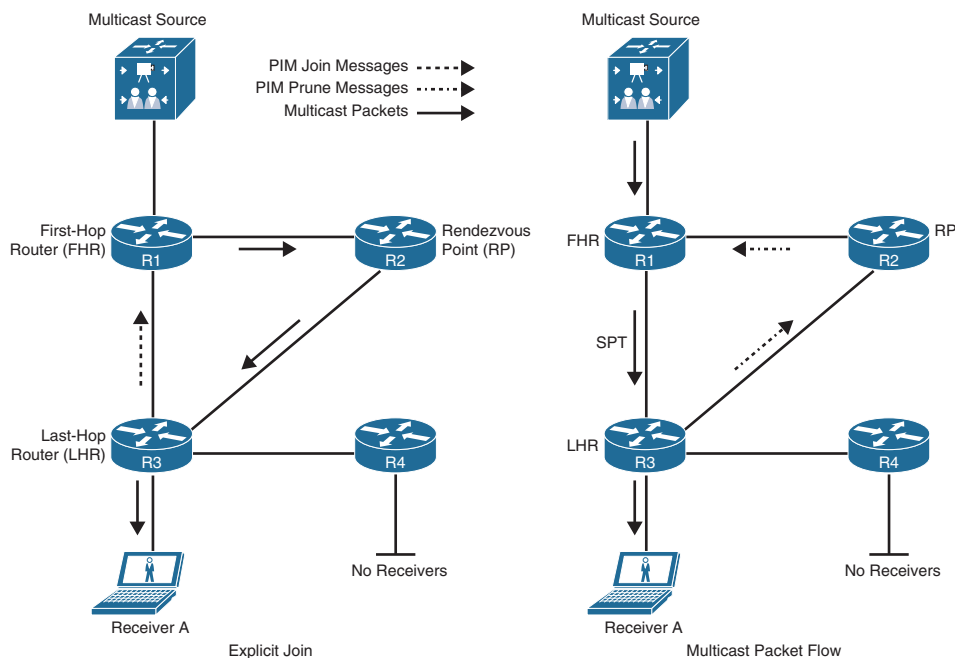 Multicast Source
PIM Join Messages
PIM Prune Messages
Multicast Packets
First-Hop
Router (FHR)
R1
Rendezvous
Point (RP)
R2
Last-Hop
Router (LHR)
R3
R4
No Receivers
Receiver A
Explicit Join
Multicast Source
FHR
R1
RP
R2
SPT
LHR
R3
R4
No Receivers
Receiver A
Multicast Packet Flow